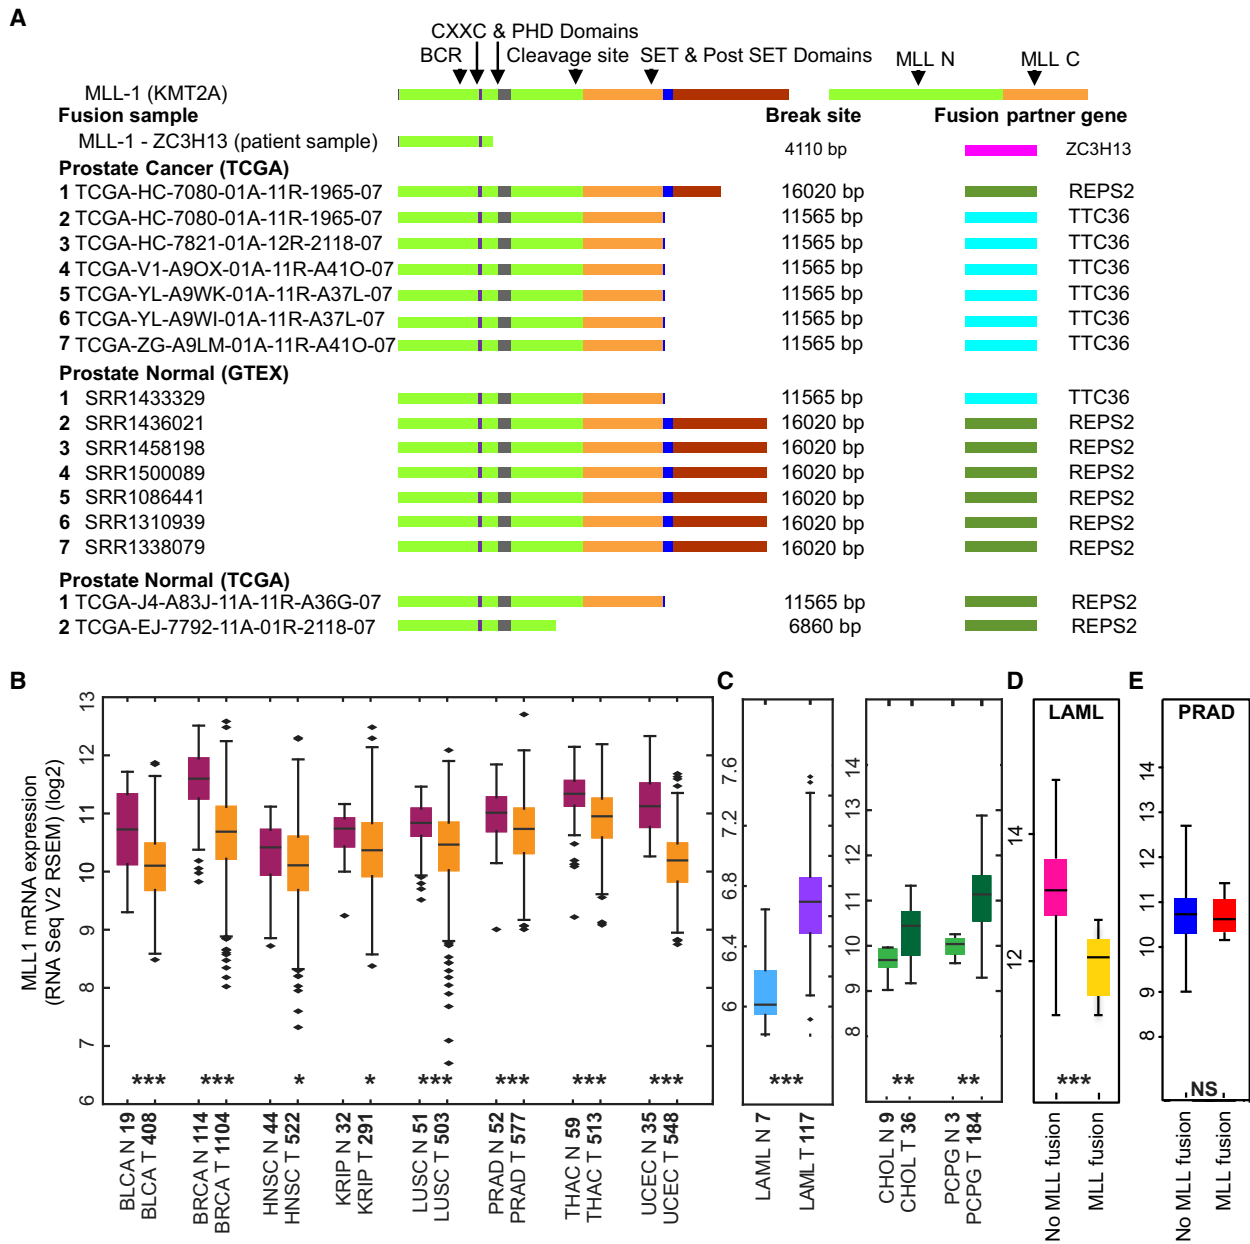 A
CXXC & PHD Domains
BCR
Cleavage site
SET & Post SET Domains
MLL N
MLL C
MLL-1 (KMT2A)
Fusion sample
Break site
Fusion partner gene
MLL-1 - ZC3H13 (patient sample)
4110 bp
ZC3H13
Prostate Cancer (TCGA)
1 TCGA-HC-7080-01A-11R-1965-07 16020 bp REPS2
2 TCGA-HC-7080-01A-11R-1965-07 11565 bp TTC36
3 TCGA-HC-7821-01A-12R-2118-07 11565 bp TTC36
4 TCGA-V1-A9OX-01A-11R-A41O-07 11565 bp TTC36
5 TCGA-YL-A9WK-01A-11R-A37L-07 11565 bp TTC36
6 TCGA-YL-A9WI-01A-11R-A37L-07 11565 bp TTC36
7 TCGA-ZG-A9LM-01A-11R-A41O-07 11565 bp TTC36
Prostate Normal (GTEX)
1 SRR1433329 11565 bp TTC36
2 SRR1436021 16020 bp REPS2
3 SRR1458198 16020 bp REPS2
4 SRR1500089 16020 bp REPS2
5 SRR1086441 16020 bp REPS2
6 SRR1310939 16020 bp REPS2
7 SRR1338079 16020 bp REPS2
Prostate Normal (TCGA)
1 TCGA-J4-A83J-11A-11R-A36G-07 11565 bp REPS2
2 TCGA-EJ-7792-11A-01R-2118-07 6860 bp REPS2
B
MLL1 mRNA expression
(RNA Seq V2 RSEM) (log2)
13
12
11
10
9
8
7
6
*** *** * * *** *** *** ***
BLCA N 19
BLCA T 408
BRCA N 114
BRCA T 1104
HNSC N 44
HNSC T 522
KRIP N 32
KRIP T 291
LUSC N 51
LUSC T 503
PRAD N 52
PRAD T 577
THAC N 59
THAC T 513
UCEC N 35
UCEC T 548
C
7.6
7.2
6.8
6.4
6
***
LAML N 7
LAML T 117
14
13
12
11
10
9
8
** **
CHOL N 9
CHOL T 36
PCPG N 3
PCPG T 184
D
LAML
14
12
***
No MLL fusion
MLL fusion
E
PRAD
14
13
12
11
10
9
8
NS
No MLL fusion
MLL fusion